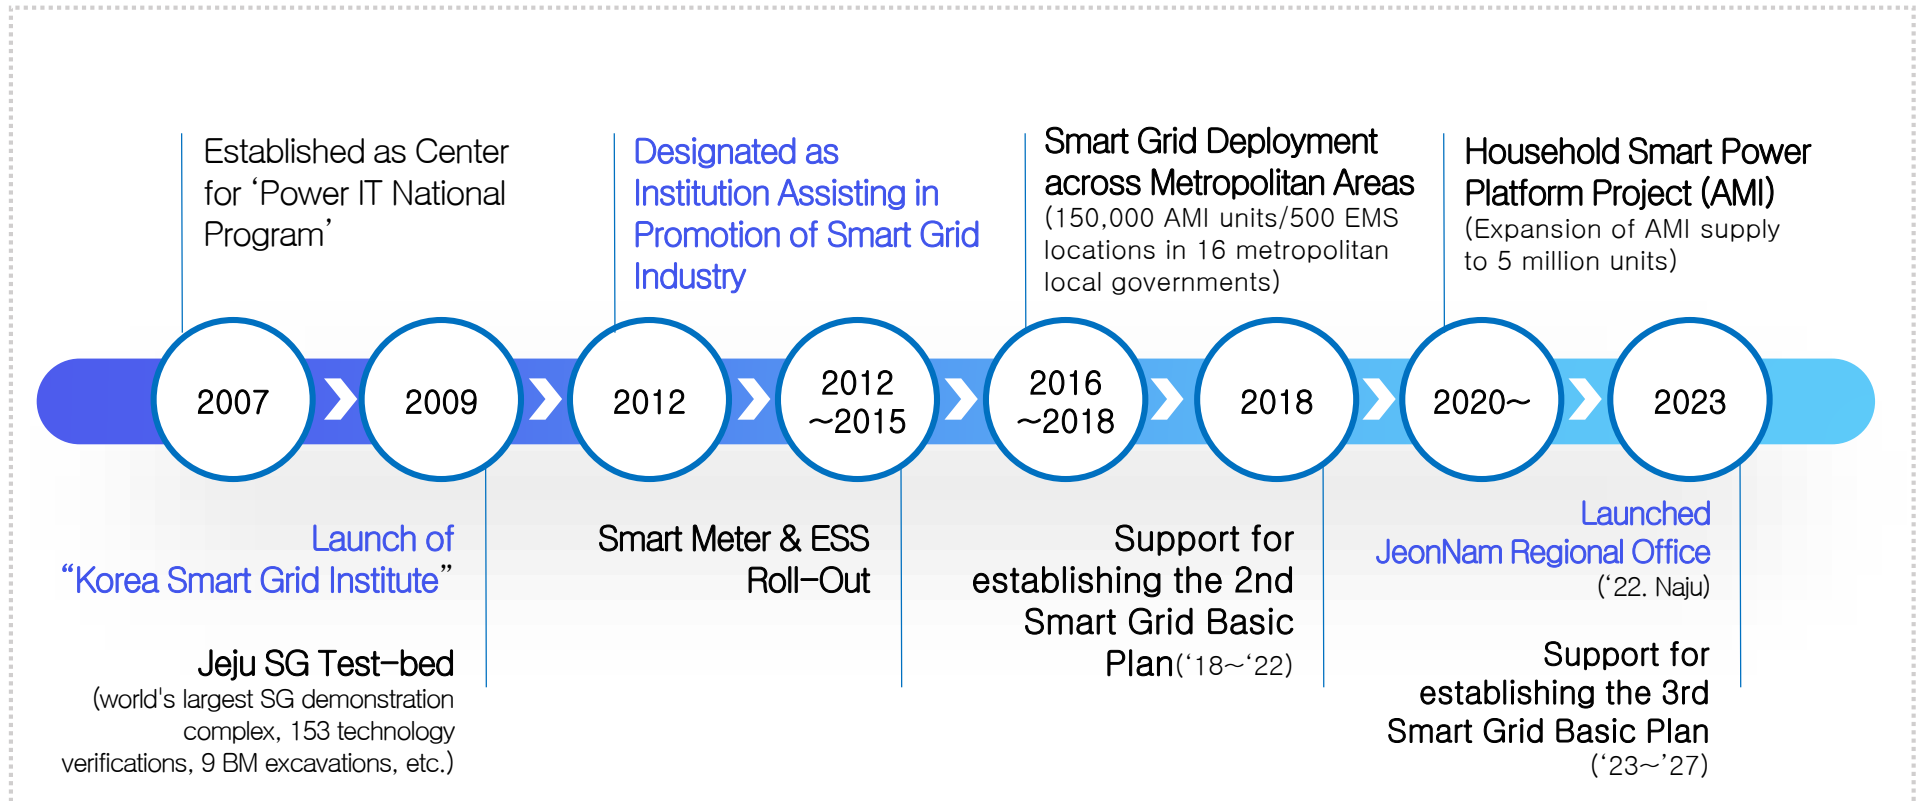 Established as Center
for ‘Power IT National
Program’
Designated as
Institution Assisting in
Promotion of Smart Grid
Industry
Smart Grid Deployment
across Metropolitan Areas
(150,000 AMI units/500 EMS
locations in 16 metropolitan
local governments)
Household Smart Power
Platform Project (AMI)
(Expansion of AMI supply
to 5 million units)
2007
2009
2012
2012
~2015
2016
~2018
2018
2020~
2023
Launch of
“Korea Smart Grid Institute”
Jeju SG Test-bed
(world's largest SG demonstration
complex, 153 technology
verifications, 9 BM excavations, etc.)
Smart Meter & ESS
Roll-Out
Support for
establishing the 2nd
Smart Grid Basic
Plan(‘18~‘22)
Launched
JeonNam Regional Office
(‘22. Naju)
Support for
establishing the 3rd
Smart Grid Basic Plan
(‘23~’27)